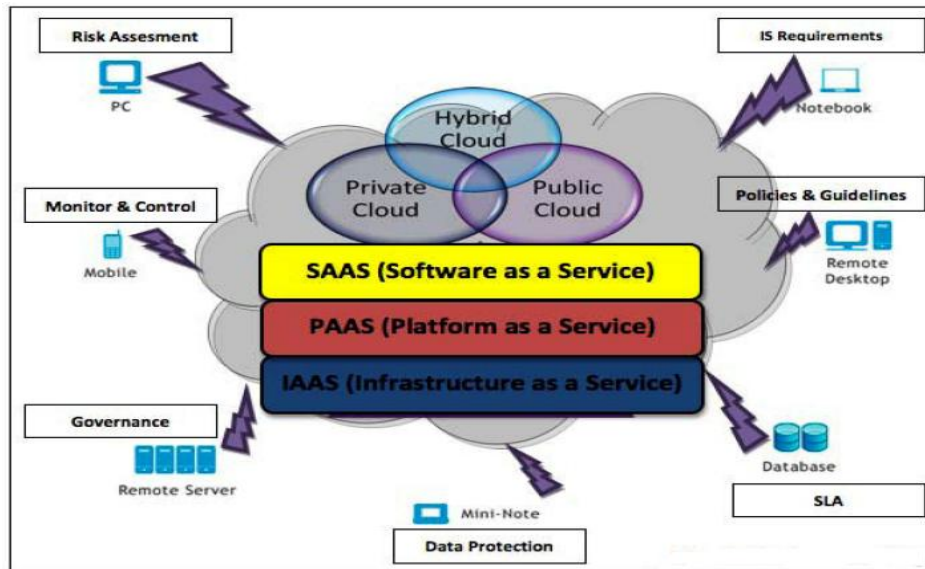 Risk Assesment
PC
IS Requirements
Notebook
Hybrid
Cloud
Private
Cloud
Public
Cloud
Monitor & Control
Mobile
Policies & Guidelines
Remote
Desktop
SAAS (Software as a Service)
PAAS (Platform as a Service)
IAAS (Infrastructure as a Service)
Governance
Remote Server
Database
SLA
Mini-Note
Data Protection